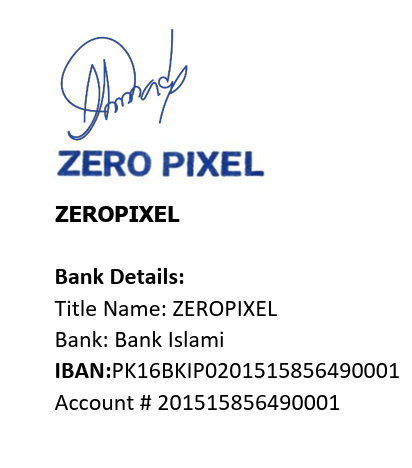 ZERO PIXEL
ZEROPIXEL
Bank Details:
Title Name: ZEROPIXEL
Bank: Bank Islami
IBAN:PK16BKIP0201515856490001
Account # 201515856490001